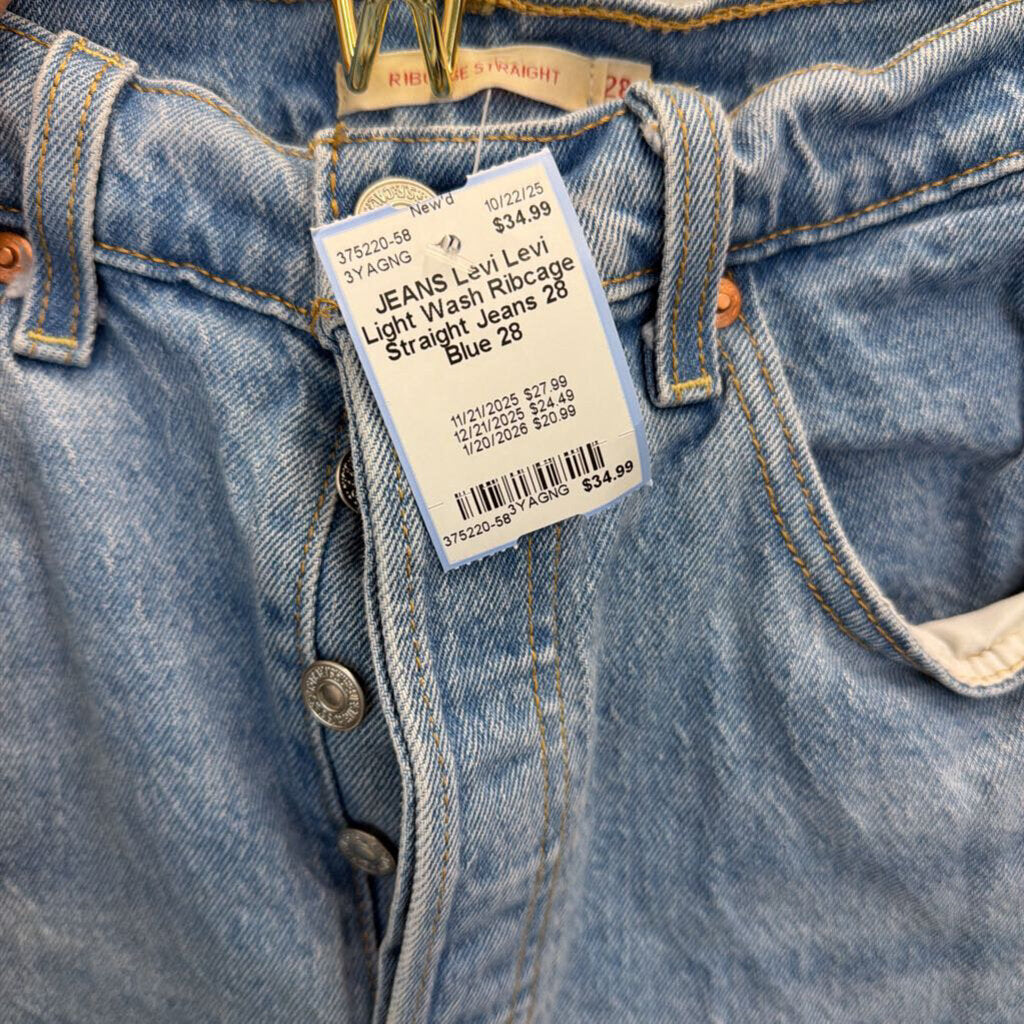 STRAIGHT
28
New'd
10/22/25
375220-58
$34.99
3YAGNG
JEANS Levi Levi
Light Wash Ribcage
Straight Jeans 28
Blue 28
11/21/2025 $27.99
12/21/2025 $24.49
1/20/2026 $20.99
375220-58 3YAGNG $34.99